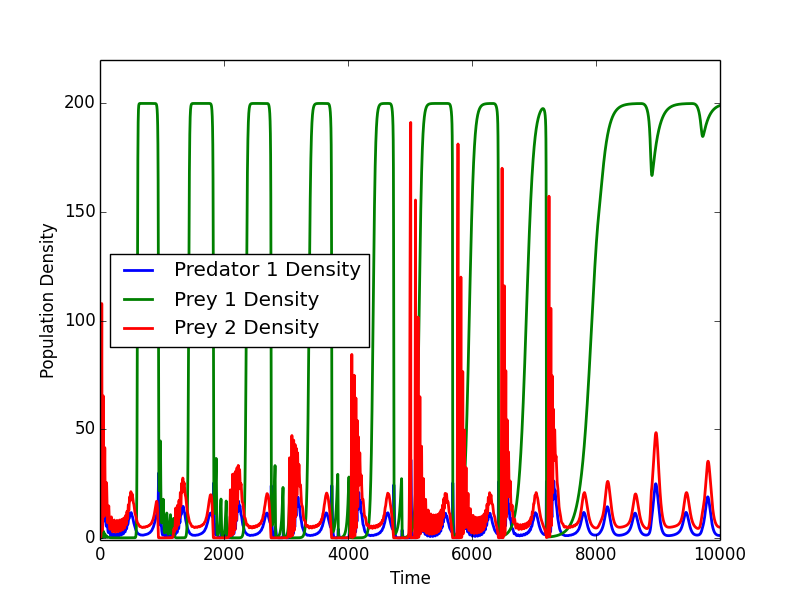 200
150
100
50
0
Population Density
Predator 1 Density
Prey 1 Density
Prey 2 Density
0 2000 4000 6000 8000 10000
Time